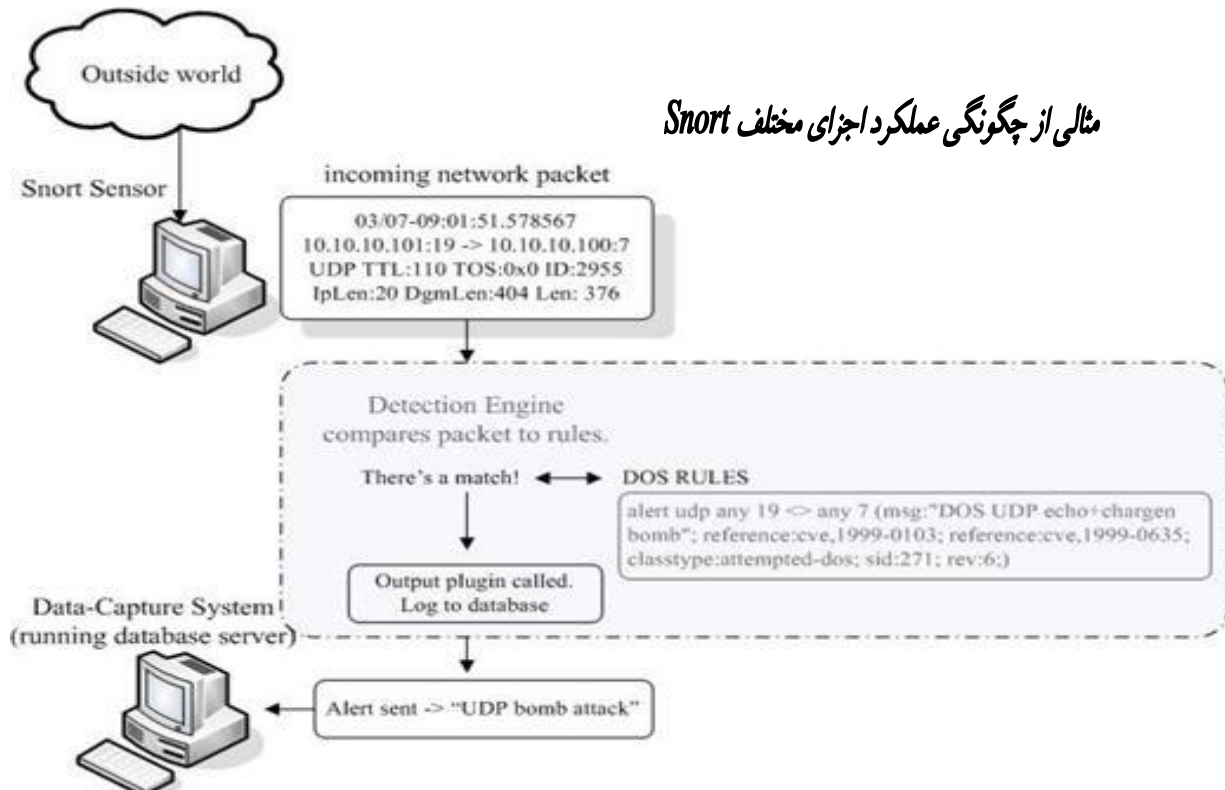 Outside world
مثالی از چگونگی عملکرد اجزای مختلف Snort
Snort Sensor
incoming network packet
03/07-09:01:51.578567
10.10.10.101:19 -> 10.10.10.100:7
UDP TTL:110 TOS:0x0 ID:2955
IpLen:20 DgmLen:404 Len: 376
Detection Engine
compares packet to rules.
There's a match!
DOS RULES
alert udp any 19 <> any 7 (msg:"DOS UDP echo+chargen
bomb"; reference:cve,1999-0103; reference:cve,1999-0635;
classtype:attempted-dos; sid:271; rev:6;)
Output plugin called.
Log to database
Data-Capture System
(running database server)
Alert sent -> "UDP bomb attack"